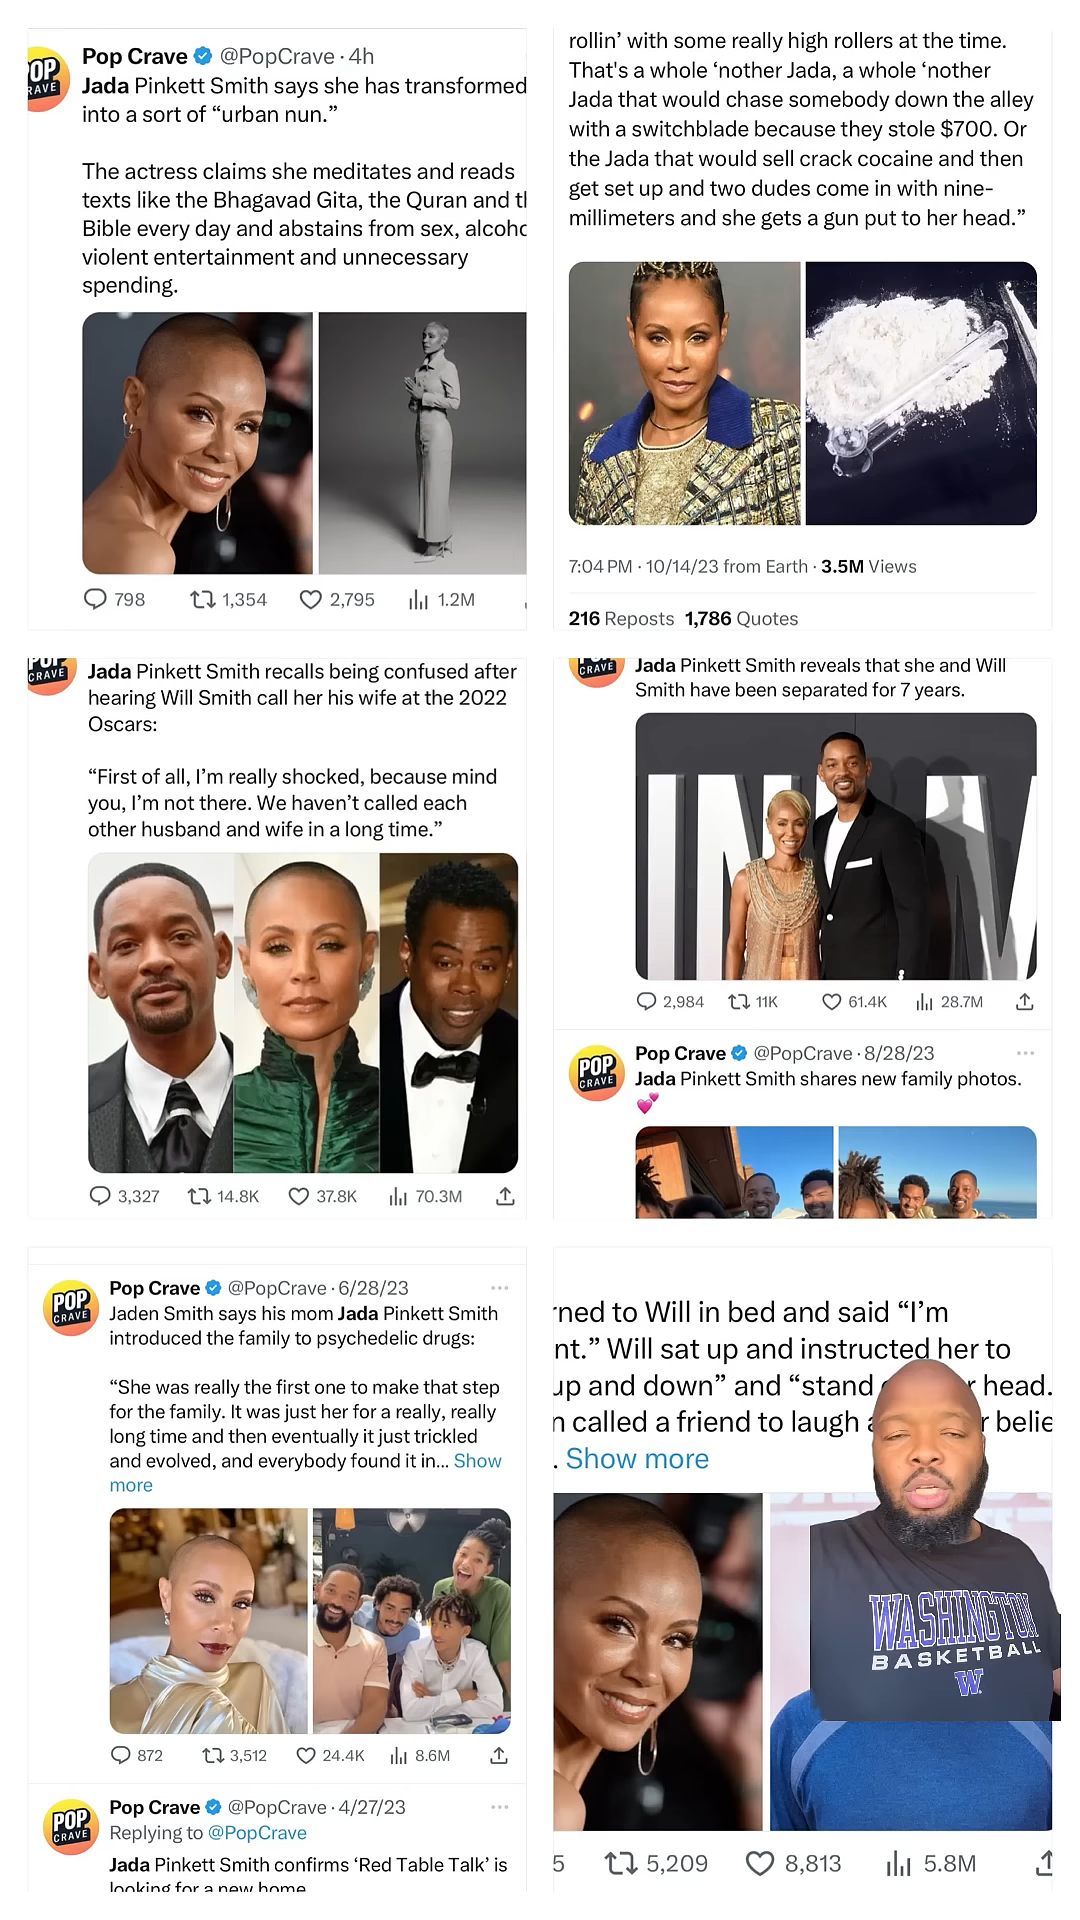 Pop Crave @PopCrave · 4h
Jada Pinkett Smith says she has transformed
into a sort of “urban nun.”
The actress claims she meditates and reads
texts like the Bhagavad Gita, the Quran and
Bible every day and abstains from sex,
violent entertainment and unnecessary
spending.
798 1,354 2,795 1.2M
rollin’ with some really high rollers at the time.
That's a whole ‘nother Jada, a whole ‘nother
Jada that would chase somebody down the alley
with a switchblade because they stole $700. Or
the Jada that would sell crack cocaine and then
get set up and two dudes come in with nine-
millimeters and she gets a gun put to her head.”
7:04 PM · 10/14/23 from Earth · 3.5M Views
216 Reposts 1,786 Quotes
CRAVE
Jada Pinkett Smith recalls being confused after
hearing Will Smith call her his wife at the 2022
Oscars:
“First of all, I’m really shocked, because mind
you, I’m not there. We haven’t called each
other husband and wife in a long time.”
3,327 14.8K 37.8K 70.3M
CRAVE
Jada Pinkett Smith reveals that she and Will
Smith have been separated for 7 years.
2,984 11K 61.4K 28.7M
POP
CRAVE
Pop Crave @PopCrave · 8/28/23
Jada Pinkett Smith shares new family photos.
💕
POP
CRAVE
Pop Crave @PopCrave · 6/28/23
Jaden Smith says his mom Jada Pinkett Smith
introduced the family to psychedelic drugs:
“She was really the first one to make that step
for the family. It was just her for a really, really
long time and then eventually it just trickled
and evolved, and everybody found it in... Show
more
872 3,512 24.4K 8.6M
POP
CRAVE
Pop Crave @PopCrave · 4/27/23
Replying to @PopCrave
Jada Pinkett Smith confirms ‘Red Table Talk’ is
looking for a new home
to Will in bed and said “I’m
Will sat up and instructed her to
up and down” and “stand head.
called a friend to laugh
. Show more
WASHINGTON
BASKETBALL
W
5 5,209 8,813 5.8M